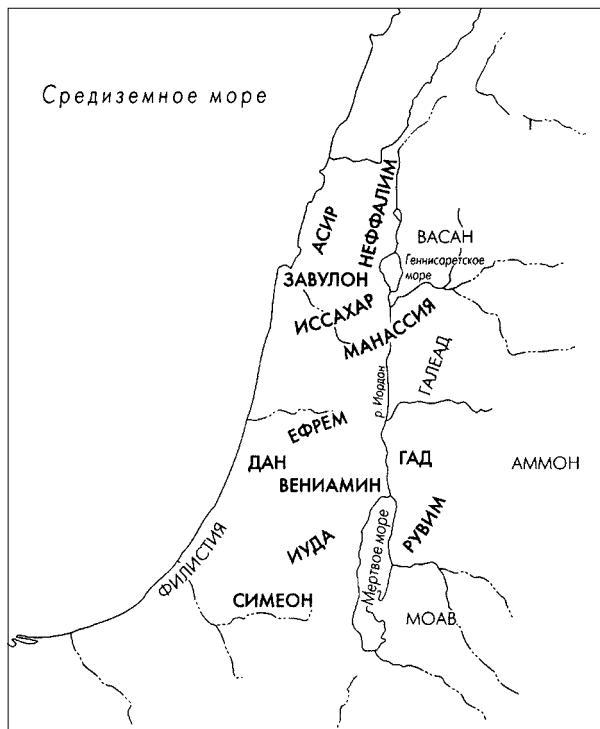 Средиземное море
НЕФФАЛИМ
АСИР
ВАСАН
Геннисаретское
море
ЗАВУЛОН
ИССАХАР
МАНАССИЯ
ГАЛЕАД
р. Иордан
ЕФРЕМ
ДАН
ГАД
АММОН
ВЕНИАМИН
РУВИМ
ИУДА
Мертвое море
ФИЛИСТИЯ
СИМЕОН
МОАВ